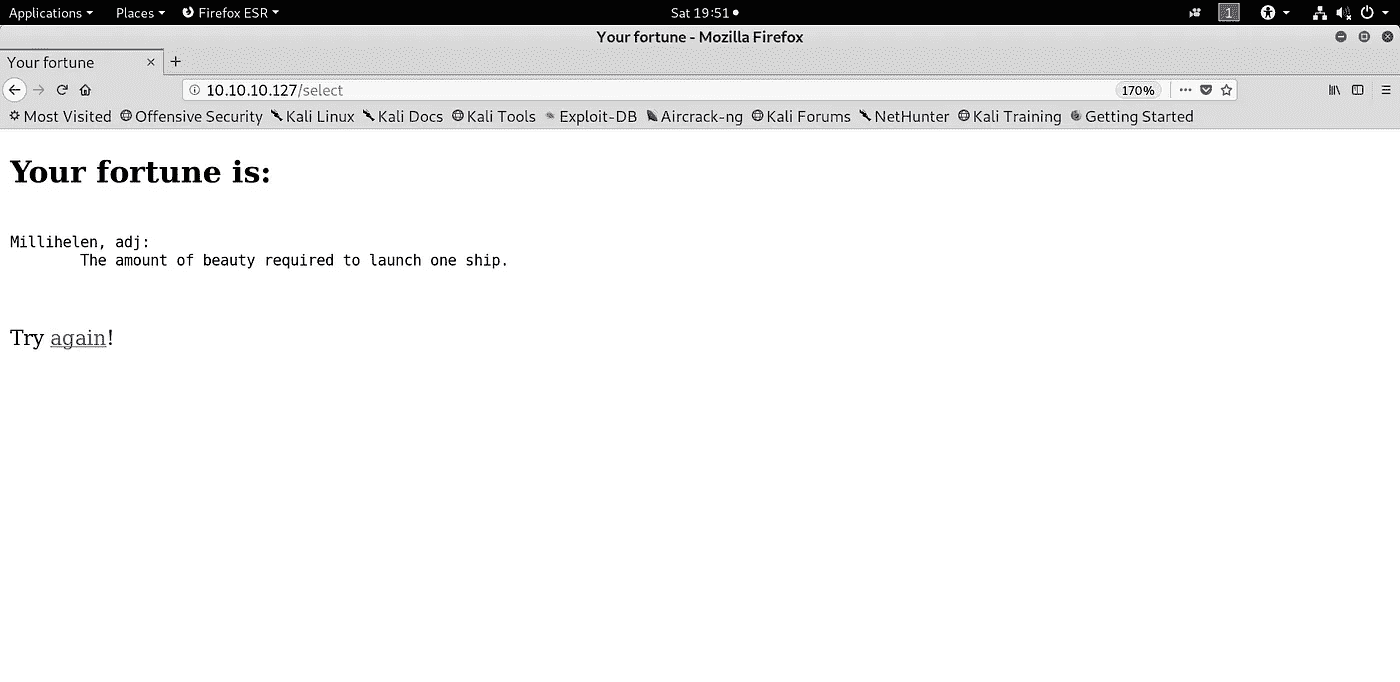 Applications Places Firefox ESR Sat 19:51 1
Your fortune - Mozilla Firefox
Your fortune
10.10.10.127/select 170%
Most Visited Offensive Security Kali Linux Kali Docs Kali Tools Exploit-DB Aircrack-ng Kali Forums NetHunter Kali Training Getting Started
Your fortune is:
Millihelen, adj:
The amount of beauty required to launch one ship.
Try again!